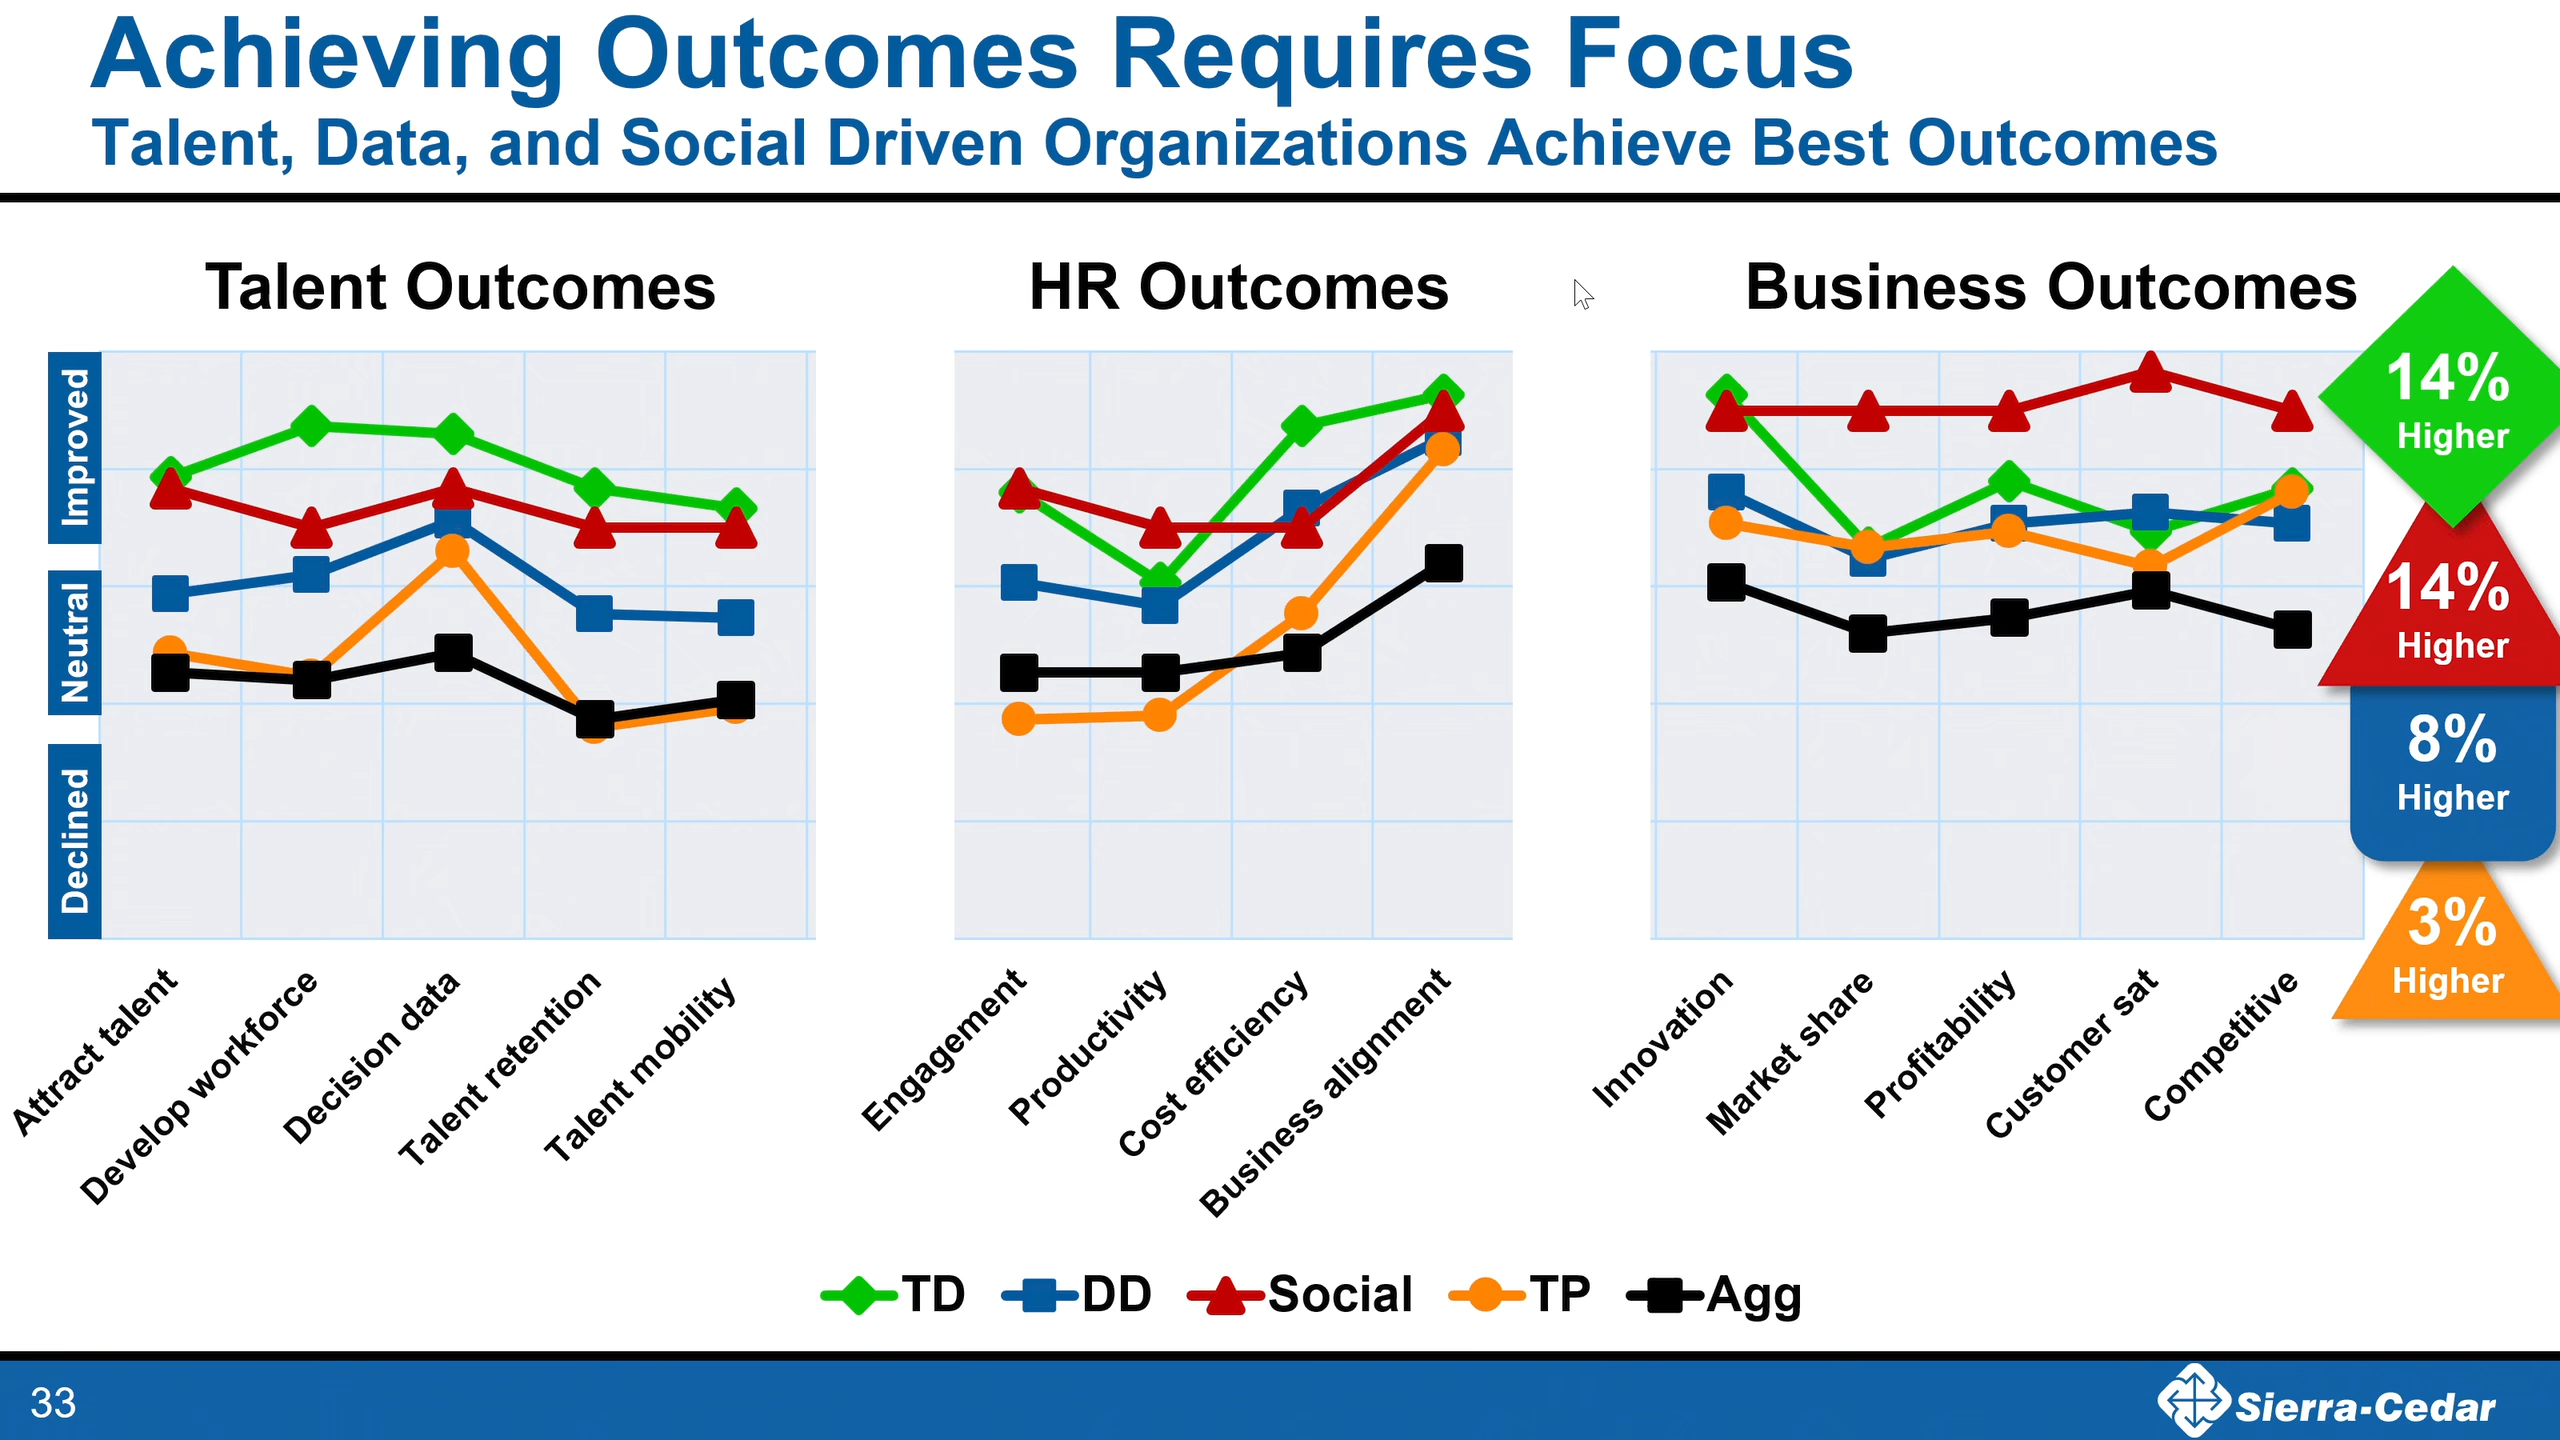 Achieving Outcomes Requires Focus
Talent, Data, and Social Driven Organizations Achieve Best Outcomes
Talent Outcomes
HR Outcomes
Business Outcomes
Improved
Neutral
Declined
14%
Higher
14%
Higher
8%
Higher
3%
Higher
Attract talent
Develop workforce
Decision data
Talent retention
Talent mobility
Engagement
Productivity
Cost efficiency
Business alignment
Innovation
Market share
Profitability
Customer sat
Competitive
TD
DD
Social
TP
Agg
33
Sierra-Cedar